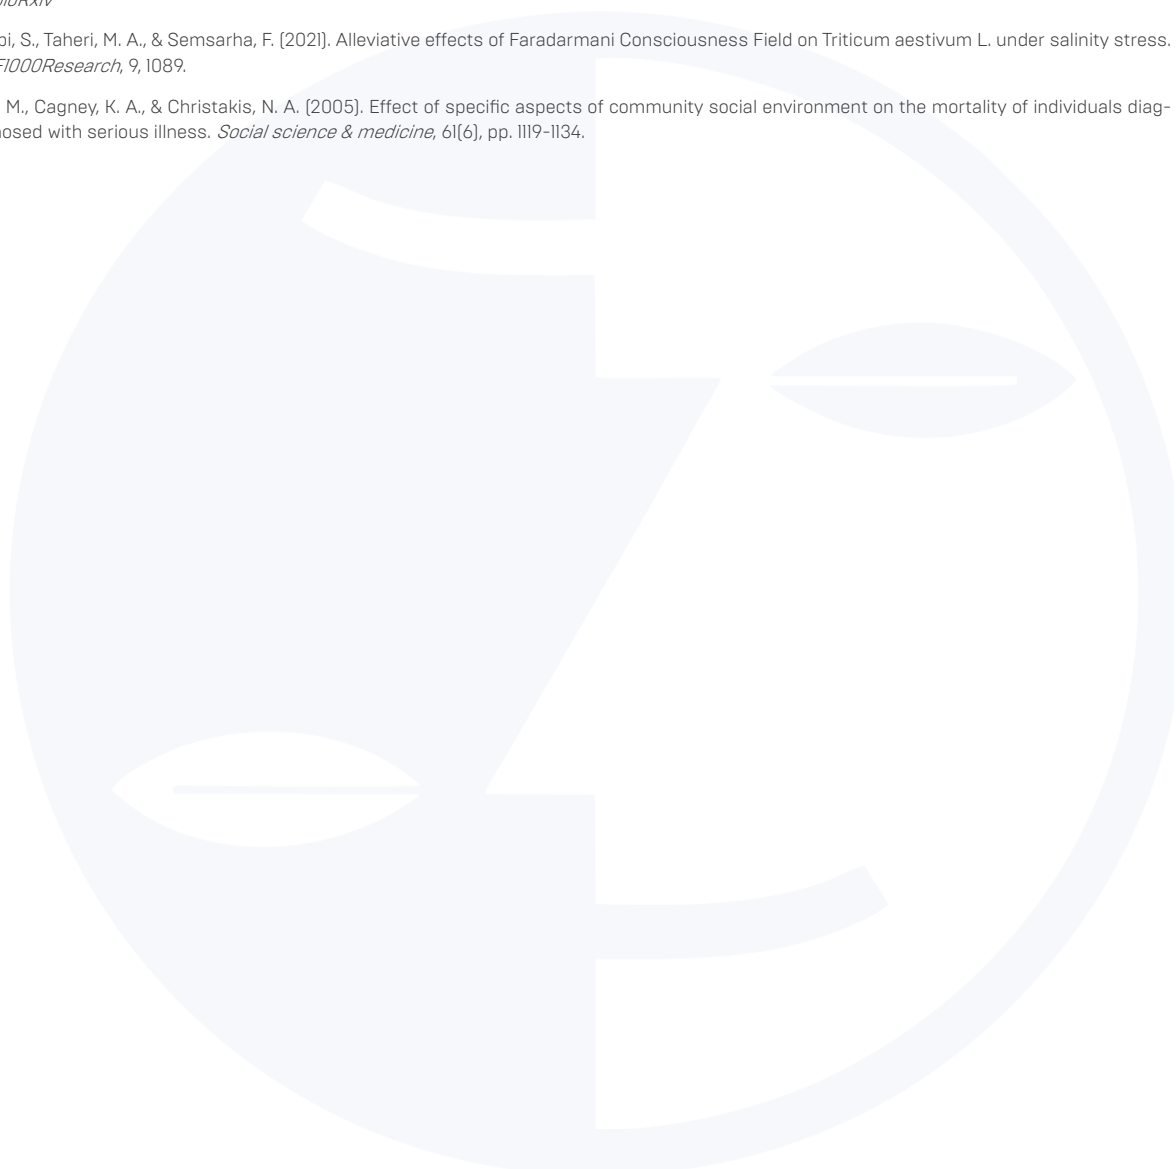 bi, S., Taheri, M. A., & Semsarha, F. (2021). Alleviative effects of Faradarmani Consciousness Field on Triticum aestivum L. under salinity stress.
F1000Research, 9, 1089.
M., Cagney, K. A., & Christakis, N. A. (2005). Effect of specific aspects of community social environment on the mortality of individuals diag-
nosed with serious illness. Social science & medicine, 61(6), pp. 1119-1134.